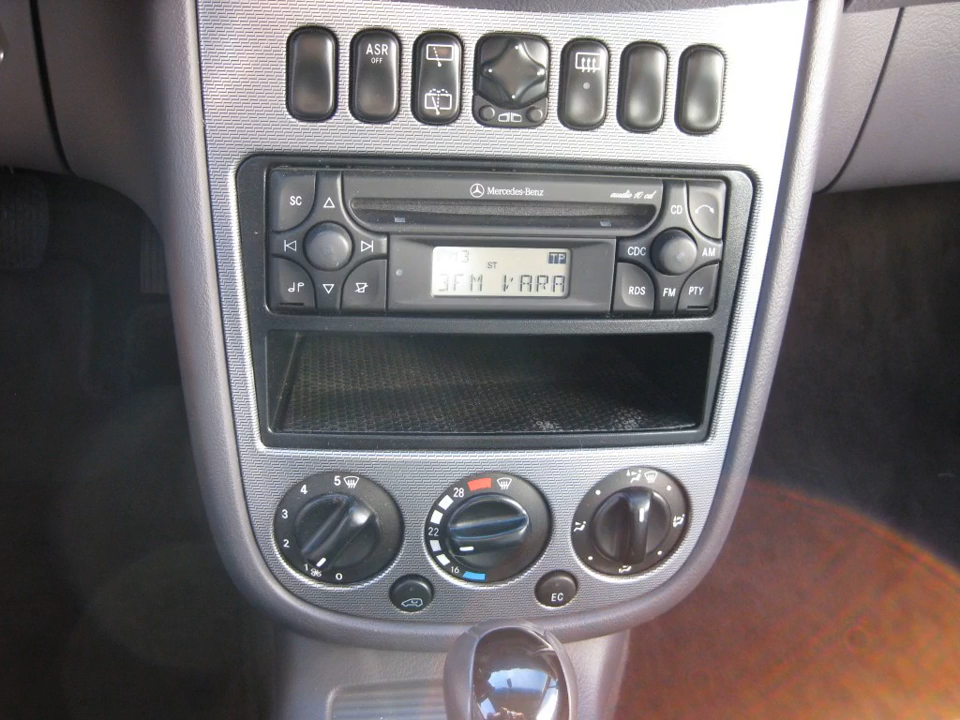 ASR
OFF
Mercedes-Benz
audio 10 cd
SC
CD
CDC
AM
RDS
FM
PTY
M3
ST
TP
3FM VARA
5
4
3
2
1
0
28
22
16
EC